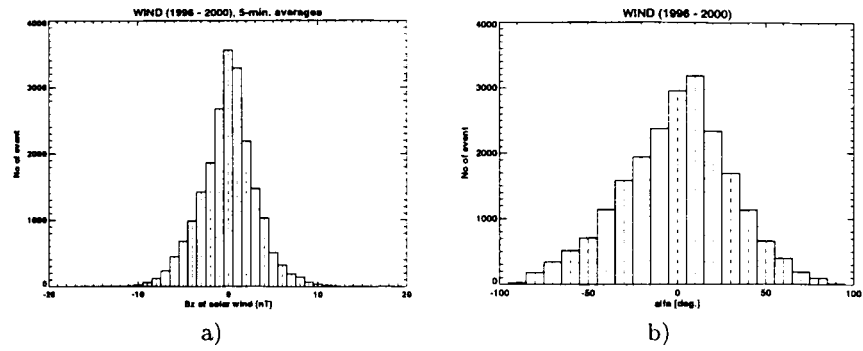 WIND (1996 - 2000), 5-min. averages
4000
3000
2000
1000
0
No of event
-20
-10
0
10
20
Bz of solar wind [nT]
a)
WIND (1996 - 2000)
4000
3000
2000
1000
0
No of event
-100
-50
0
50
100
alfa [deg.]
b)